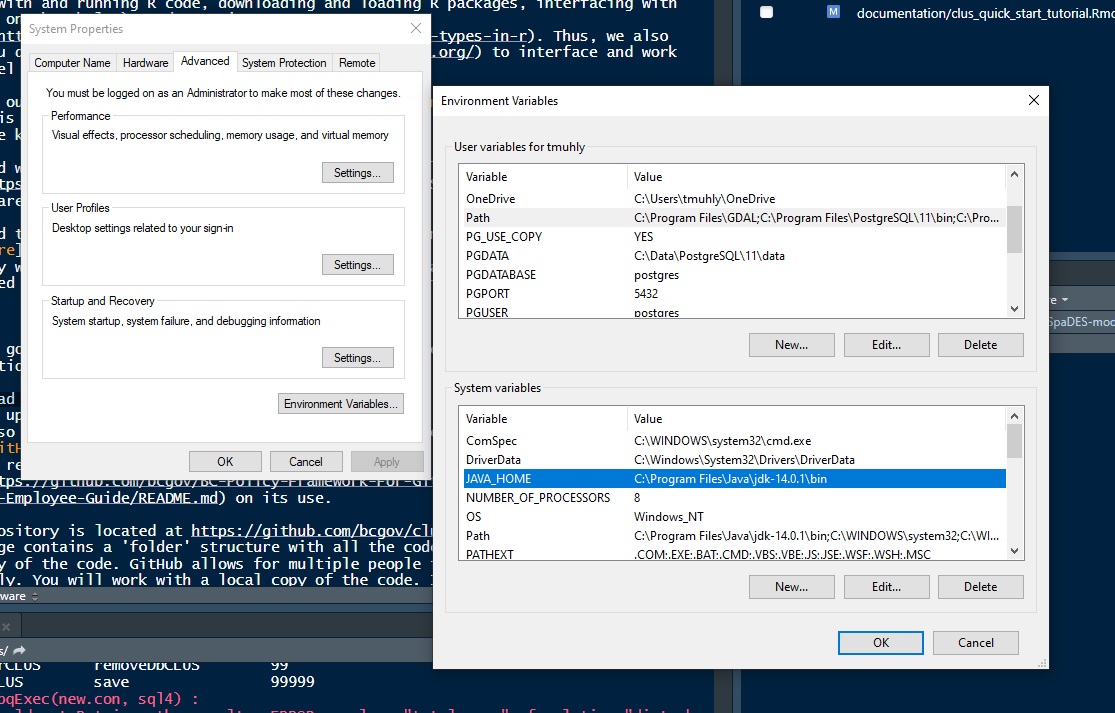 with and running R code, downloading and loading R packages, interfacing with
-types-in-r). Thus, we also
.org/) to interface and work
documentation/clus_quick_start_tutorial.Rmd
System Properties
Computer Name Hardware Advanced System Protection Remote
You must be logged on as an Administrator to make most of these changes.
Performance
Visual effects, processor scheduling, memory usage, and virtual memory
Settings...
User Profiles
Desktop settings related to your sign-in
Settings...
Startup and Recovery
System startup, system failure, and debugging information
Settings...
Environment Variables...
OK Cancel Apply
Environment Variables
User variables for tmuhly
Variable Value
OneDrive C:\Users\tmuhly\OneDrive
Path C:\Program Files\GDAL;C:\Program Files\PostgreSQL\11\bin;C:\Pro...
PG_USE_COPY YES
PGDATA C:\Data\PostgreSQL\11\data
PGDATABASE postgres
PGPORT 5432
PGUSER postgres
New... Edit... Delete
System variables
Variable Value
ComSpec C:\WINDOWS\system32\cmd.exe
DriverData C:\Windows\System32\Drivers\DriverData
JAVA_HOME C:\Program Files\Java\jdk-14.0.1\bin
NUMBER_OF_PROCESSORS 8
OS Windows_NT
Path C:\Program Files\Java\jdk-14.0.1\bin;C:\WINDOWS\system32;C:\WI...
PATHEXT .COM;.EXE;.BAT;.CMD;.VBS;.VBE;.JS;.JSE;.WSF;.WSH;.MSC
New... Edit... Delete
OK Cancel
SpaDES-mod
-Employee-Guide/README.md) on its use.
ository is located at https://github.com/bcgov/clu
ge contains a 'folder' structure with all the code
y of the code. GitHub allows for multiple people
ly. You will work with a local copy of the code.
ware
s/
rCLUS removeDbCLUS 99
LUS save 99999
pqExec(new.con, sql4) :